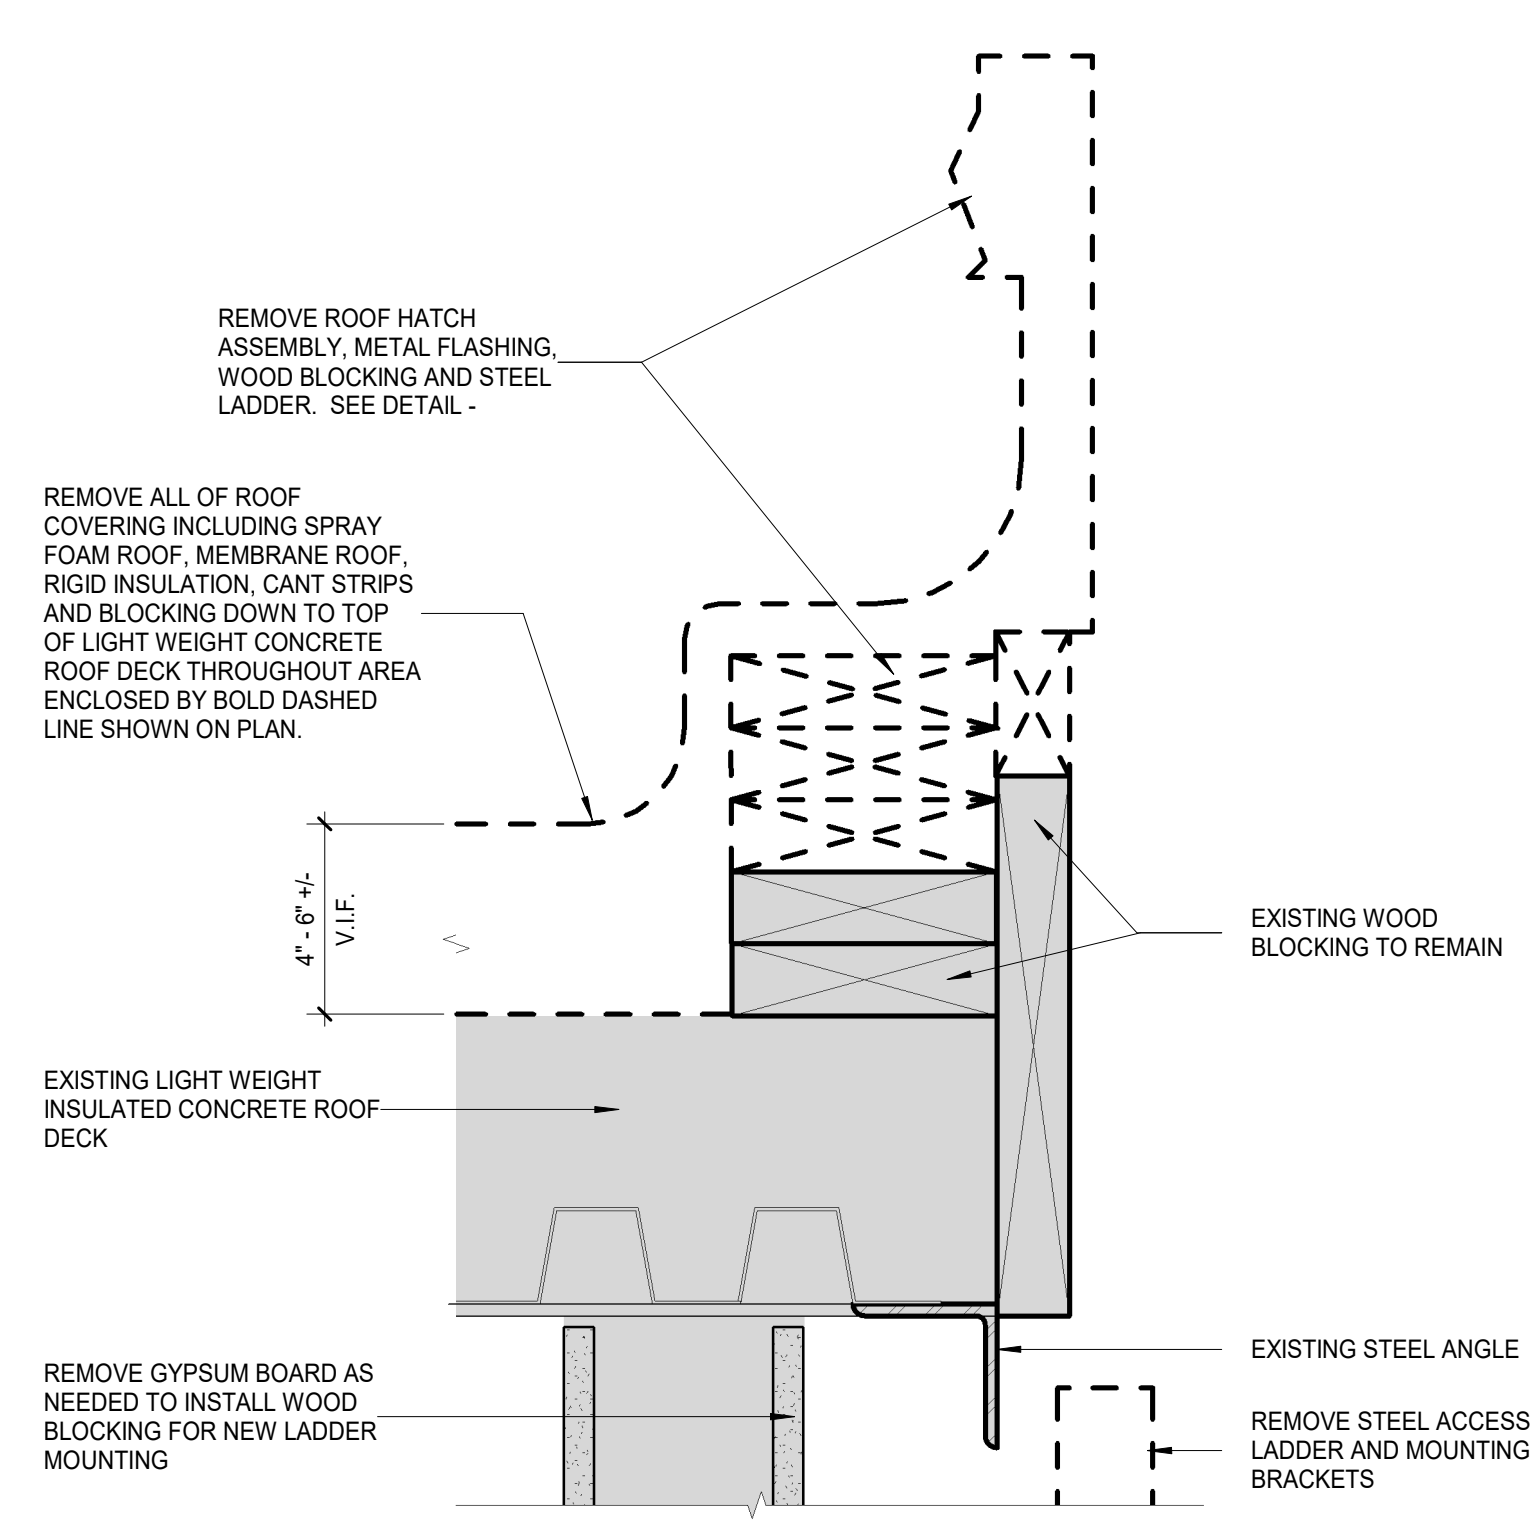 REMOVE ROOF HATCH
ASSEMBLY, METAL FLASHING,
WOOD BLOCKING AND STEEL
LADDER.  SEE DETAIL -
REMOVE ALL OF ROOF
COVERING INCLUDING SPRAY
FOAM ROOF, MEMBRANE ROOF,
RIGID INSULATION, CANT STRIPS
AND BLOCKING DOWN TO TOP
OF LIGHT WEIGHT CONCRETE
ROOF DECK THROUGHOUT AREA
ENCLOSED BY BOLD DASHED
LINE SHOWN ON PLAN.
4" - 6" +/-
V.I.F.
EXISTING WOOD
BLOCKING TO REMAIN
EXISTING LIGHT WEIGHT
INSULATED CONCRETE ROOF
DECK
EXISTING STEEL ANGLE
REMOVE GYPSUM BOARD AS
NEEDED TO INSTALL WOOD
BLOCKING FOR NEW LADDER
MOUNTING
REMOVE STEEL ACCESS
LADDER AND MOUNTING
BRACKETS